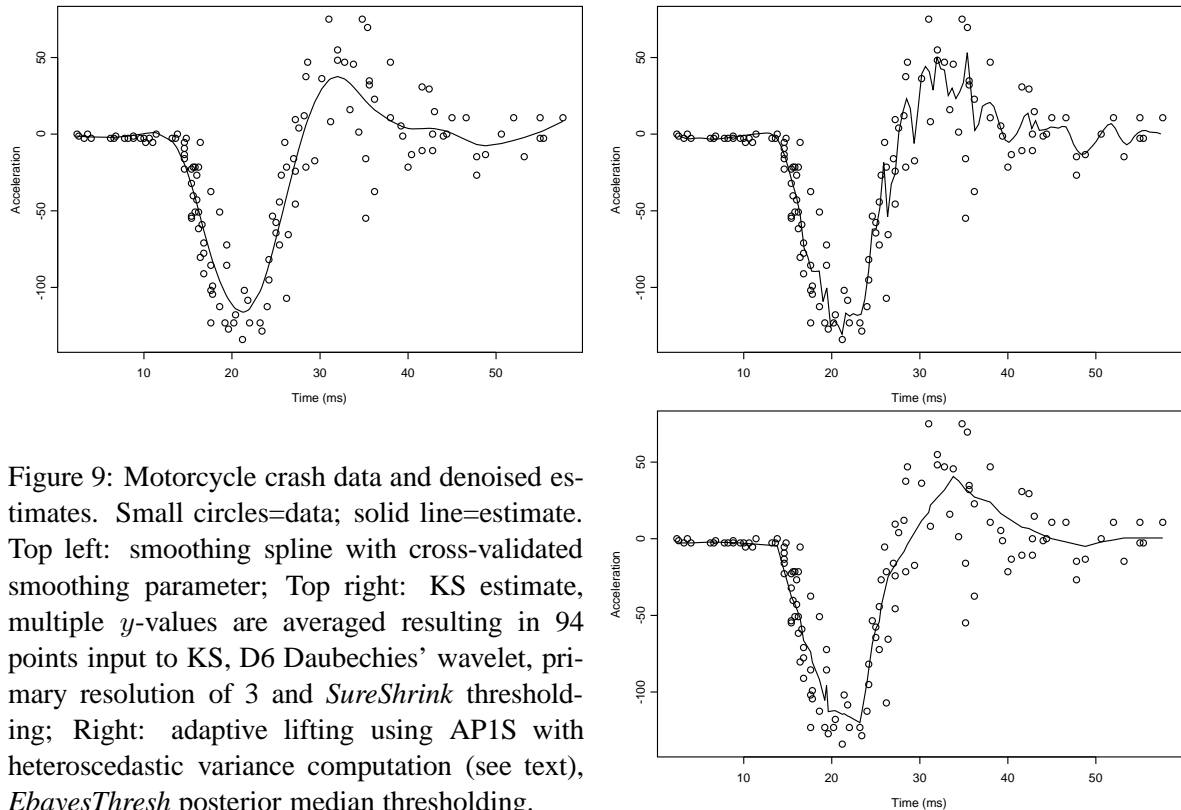 50
0
-50
-100
Acceleration
10
20
30
40
50
Time (ms)
50
0
-50
-100
Acceleration
10
20
30
40
50
Time (ms)
Figure 9: Motorcycle crash data and denoised es-
timates. Small circles=data; solid line=estimate.
Top left: smoothing spline with cross-validated
smoothing parameter; Top right: KS estimate,
multiple y-values are averaged resulting in 94
points input to KS, D6 Daubechies' wavelet, pri-
mary resolution of 3 and SureShrink threshold-
ing; Right: adaptive lifting using AP1S with
heteroscedastic variance computation (see text),
EbayesThresh posterior median thresholding.
50
0
-50
-100
Acceleration
10
20
30
40
50
Time (ms)